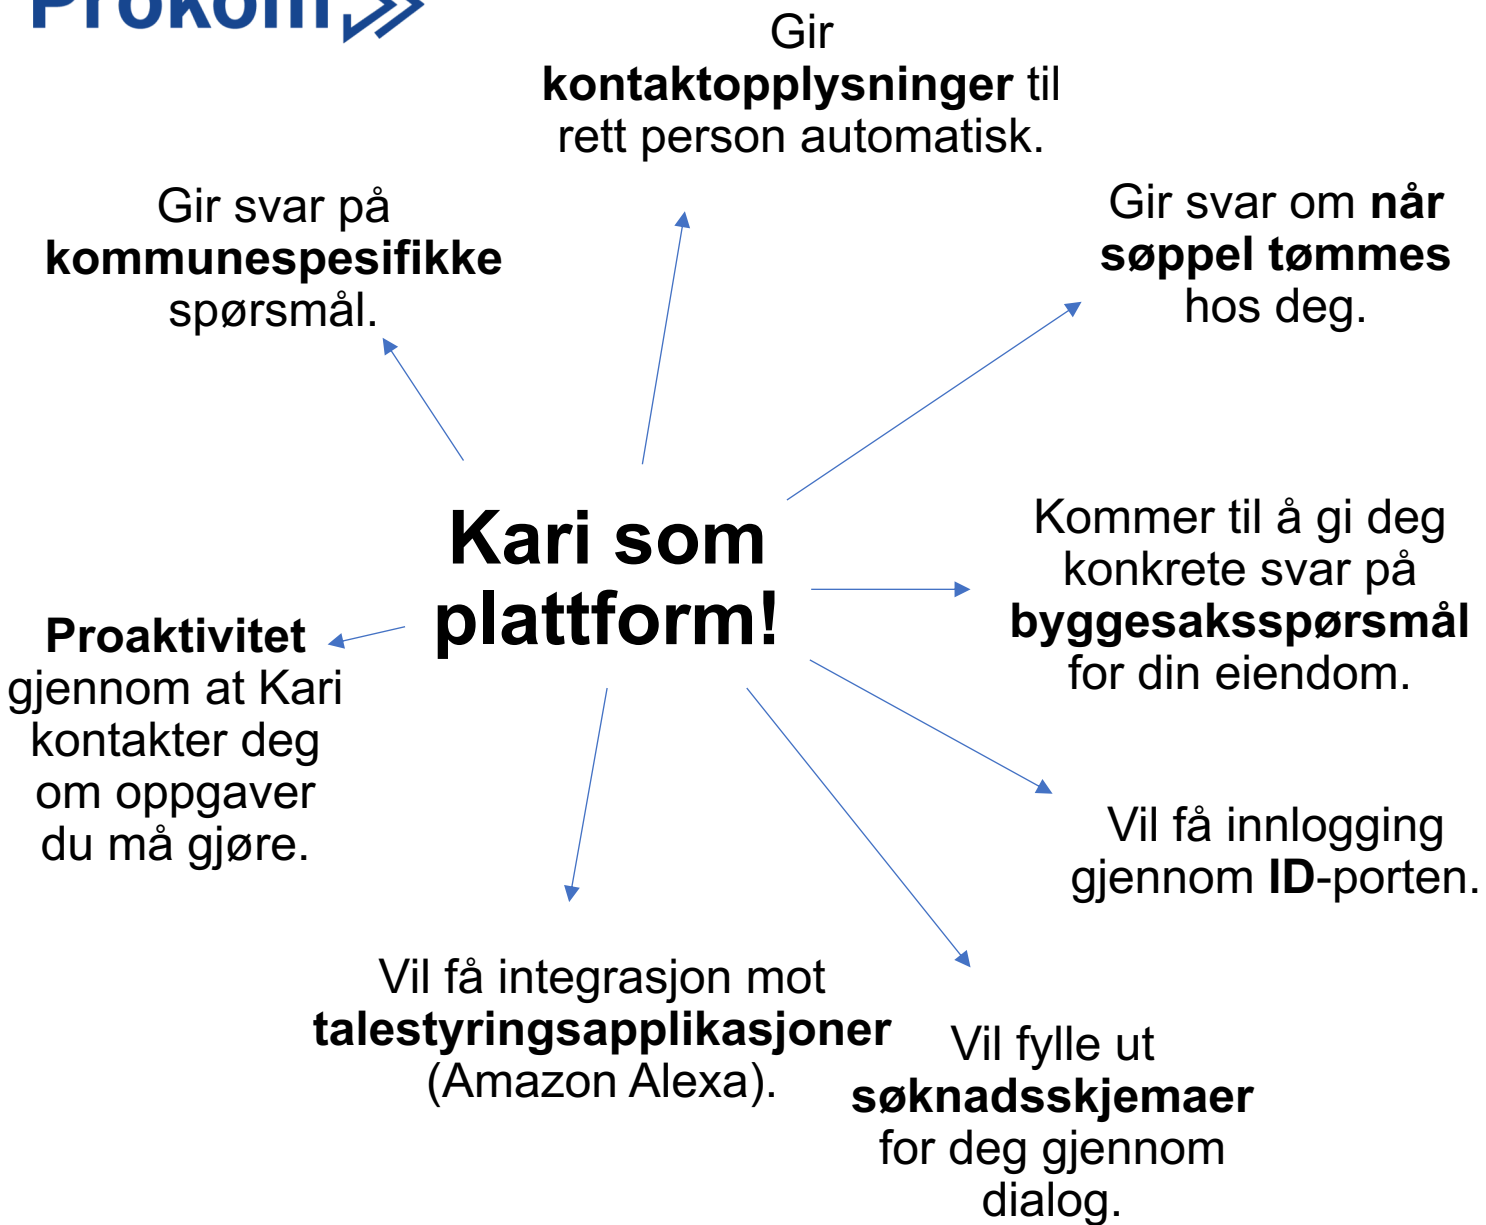 Prokom
Gir
kontaktopplysninger til
rett person automatisk.
Gir svar på
kommunespesifikke
spørsmål.
Gir svar om når
søppel tømmes
hos deg.
Kari som
plattform!
Kommer til å gi deg
konkrete svar på
byggesaksspørsmål
for din eiendom.
Proaktivitet
gjennom at Kari
kontakter deg
om oppgaver
du må gjøre.
Vil få innlogging
gjennom ID-porten.
Vil få integrasjon mot
talestyringsapplikasjoner
(Amazon Alexa).
Vil fylle ut
søknadsskjemaer
for deg gjennom
dialog.